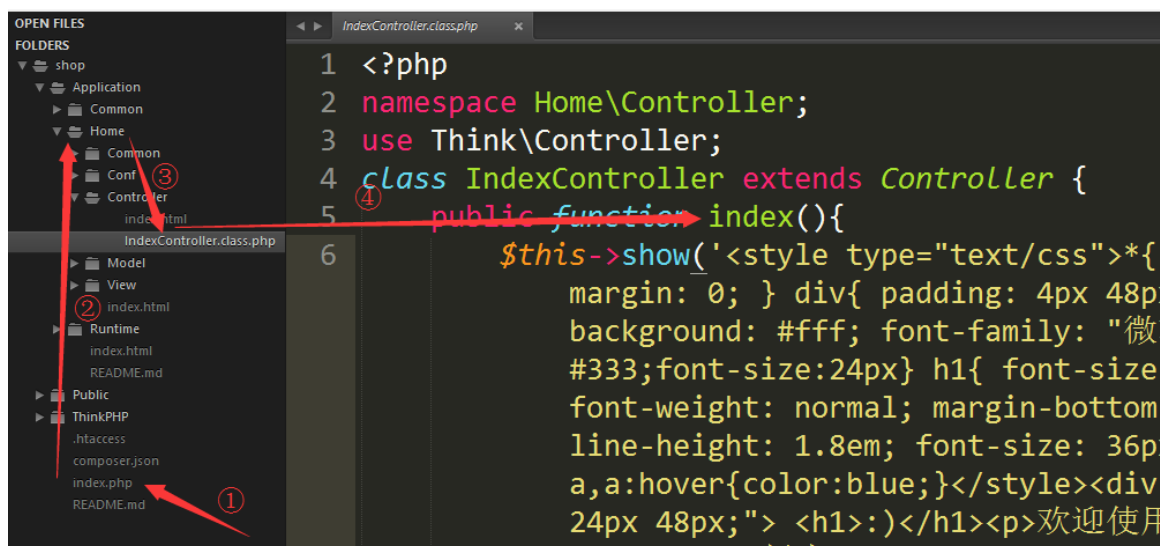 OPEN FILES
FOLDERS
shop
Application
Common
Home
Common
Conf
③
Controller
index.html
IndexController.class.php
Model
View
②
index.html
Runtime
index.html
README.md
Public
ThinkPHP
.htaccess
composer.json
index.php
①
README.md
IndexController.class.php ×
1 <?php
2 namespace Home\Controller;
3 use Think\Controller;
4 class IndexController extends Controller {
④
5 public function index(){
6 $this->show('<style type="text/css">*{
margin: 0; } div{ padding: 4px 48px
background: #fff; font-family: "微
#333;font-size:24px} h1{ font-size
font-weight: normal; margin-bottom
line-height: 1.8em; font-size: 36px
a,a:hover{color:blue;}</style><div
24px 48px;"> <h1>:)</h1><p>欢迎使用